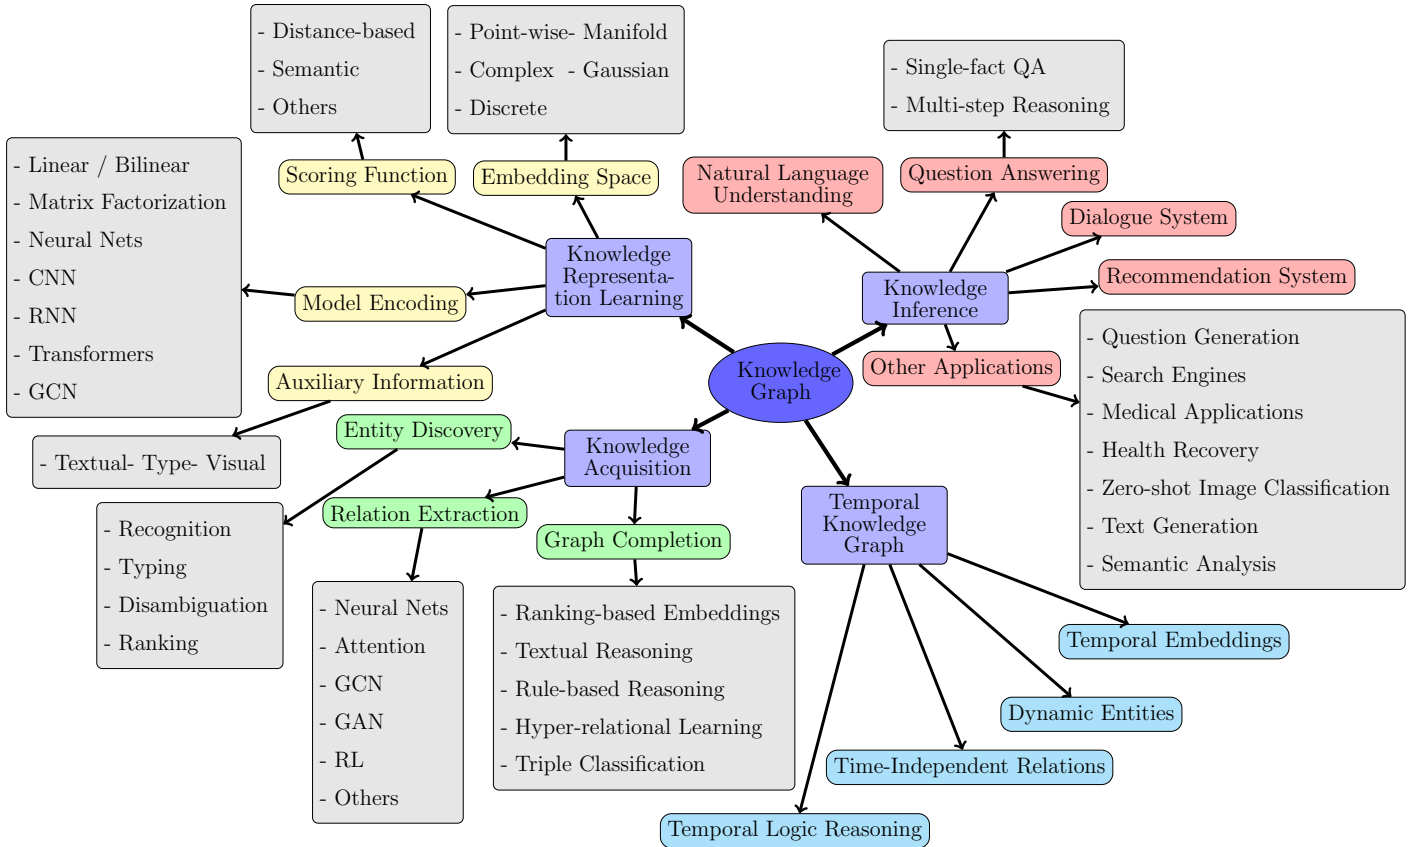 - Distance-based
- Semantic
- Others
- Point-wise- Manifold
- Complex - Gaussian
- Discrete
- Single-fact QA
- Multi-step Reasoning
- Linear / Bilinear
- Matrix Factorization
- Neural Nets
- CNN
- RNN
- Transformers
- GCN
Scoring Function
Embedding Space
Natural Language
Understanding
Question Answering
Dialogue System
Recommendation System
Knowledge
Representa-
tion Learning
Knowledge
Inference
Model Encoding
Auxiliary Information
Knowledge
Graph
Other Applications
- Question Generation
- Search Engines
- Medical Applications
- Health Recovery
- Zero-shot Image Classification
- Text Generation
- Semantic Analysis
- Textual- Type- Visual
Entity Discovery
Knowledge
Acquisition
Relation Extraction
Graph Completion
Temporal
Knowledge
Graph
- Recognition
- Typing
- Disambiguation
- Ranking
- Neural Nets
- Attention
- GCN
- GAN
- RL
- Others
- Ranking-based Embeddings
- Textual Reasoning
- Rule-based Reasoning
- Hyper-relational Learning
- Triple Classification
Temporal Embeddings
Dynamic Entities
Time-Independent Relations
Temporal Logic Reasoning